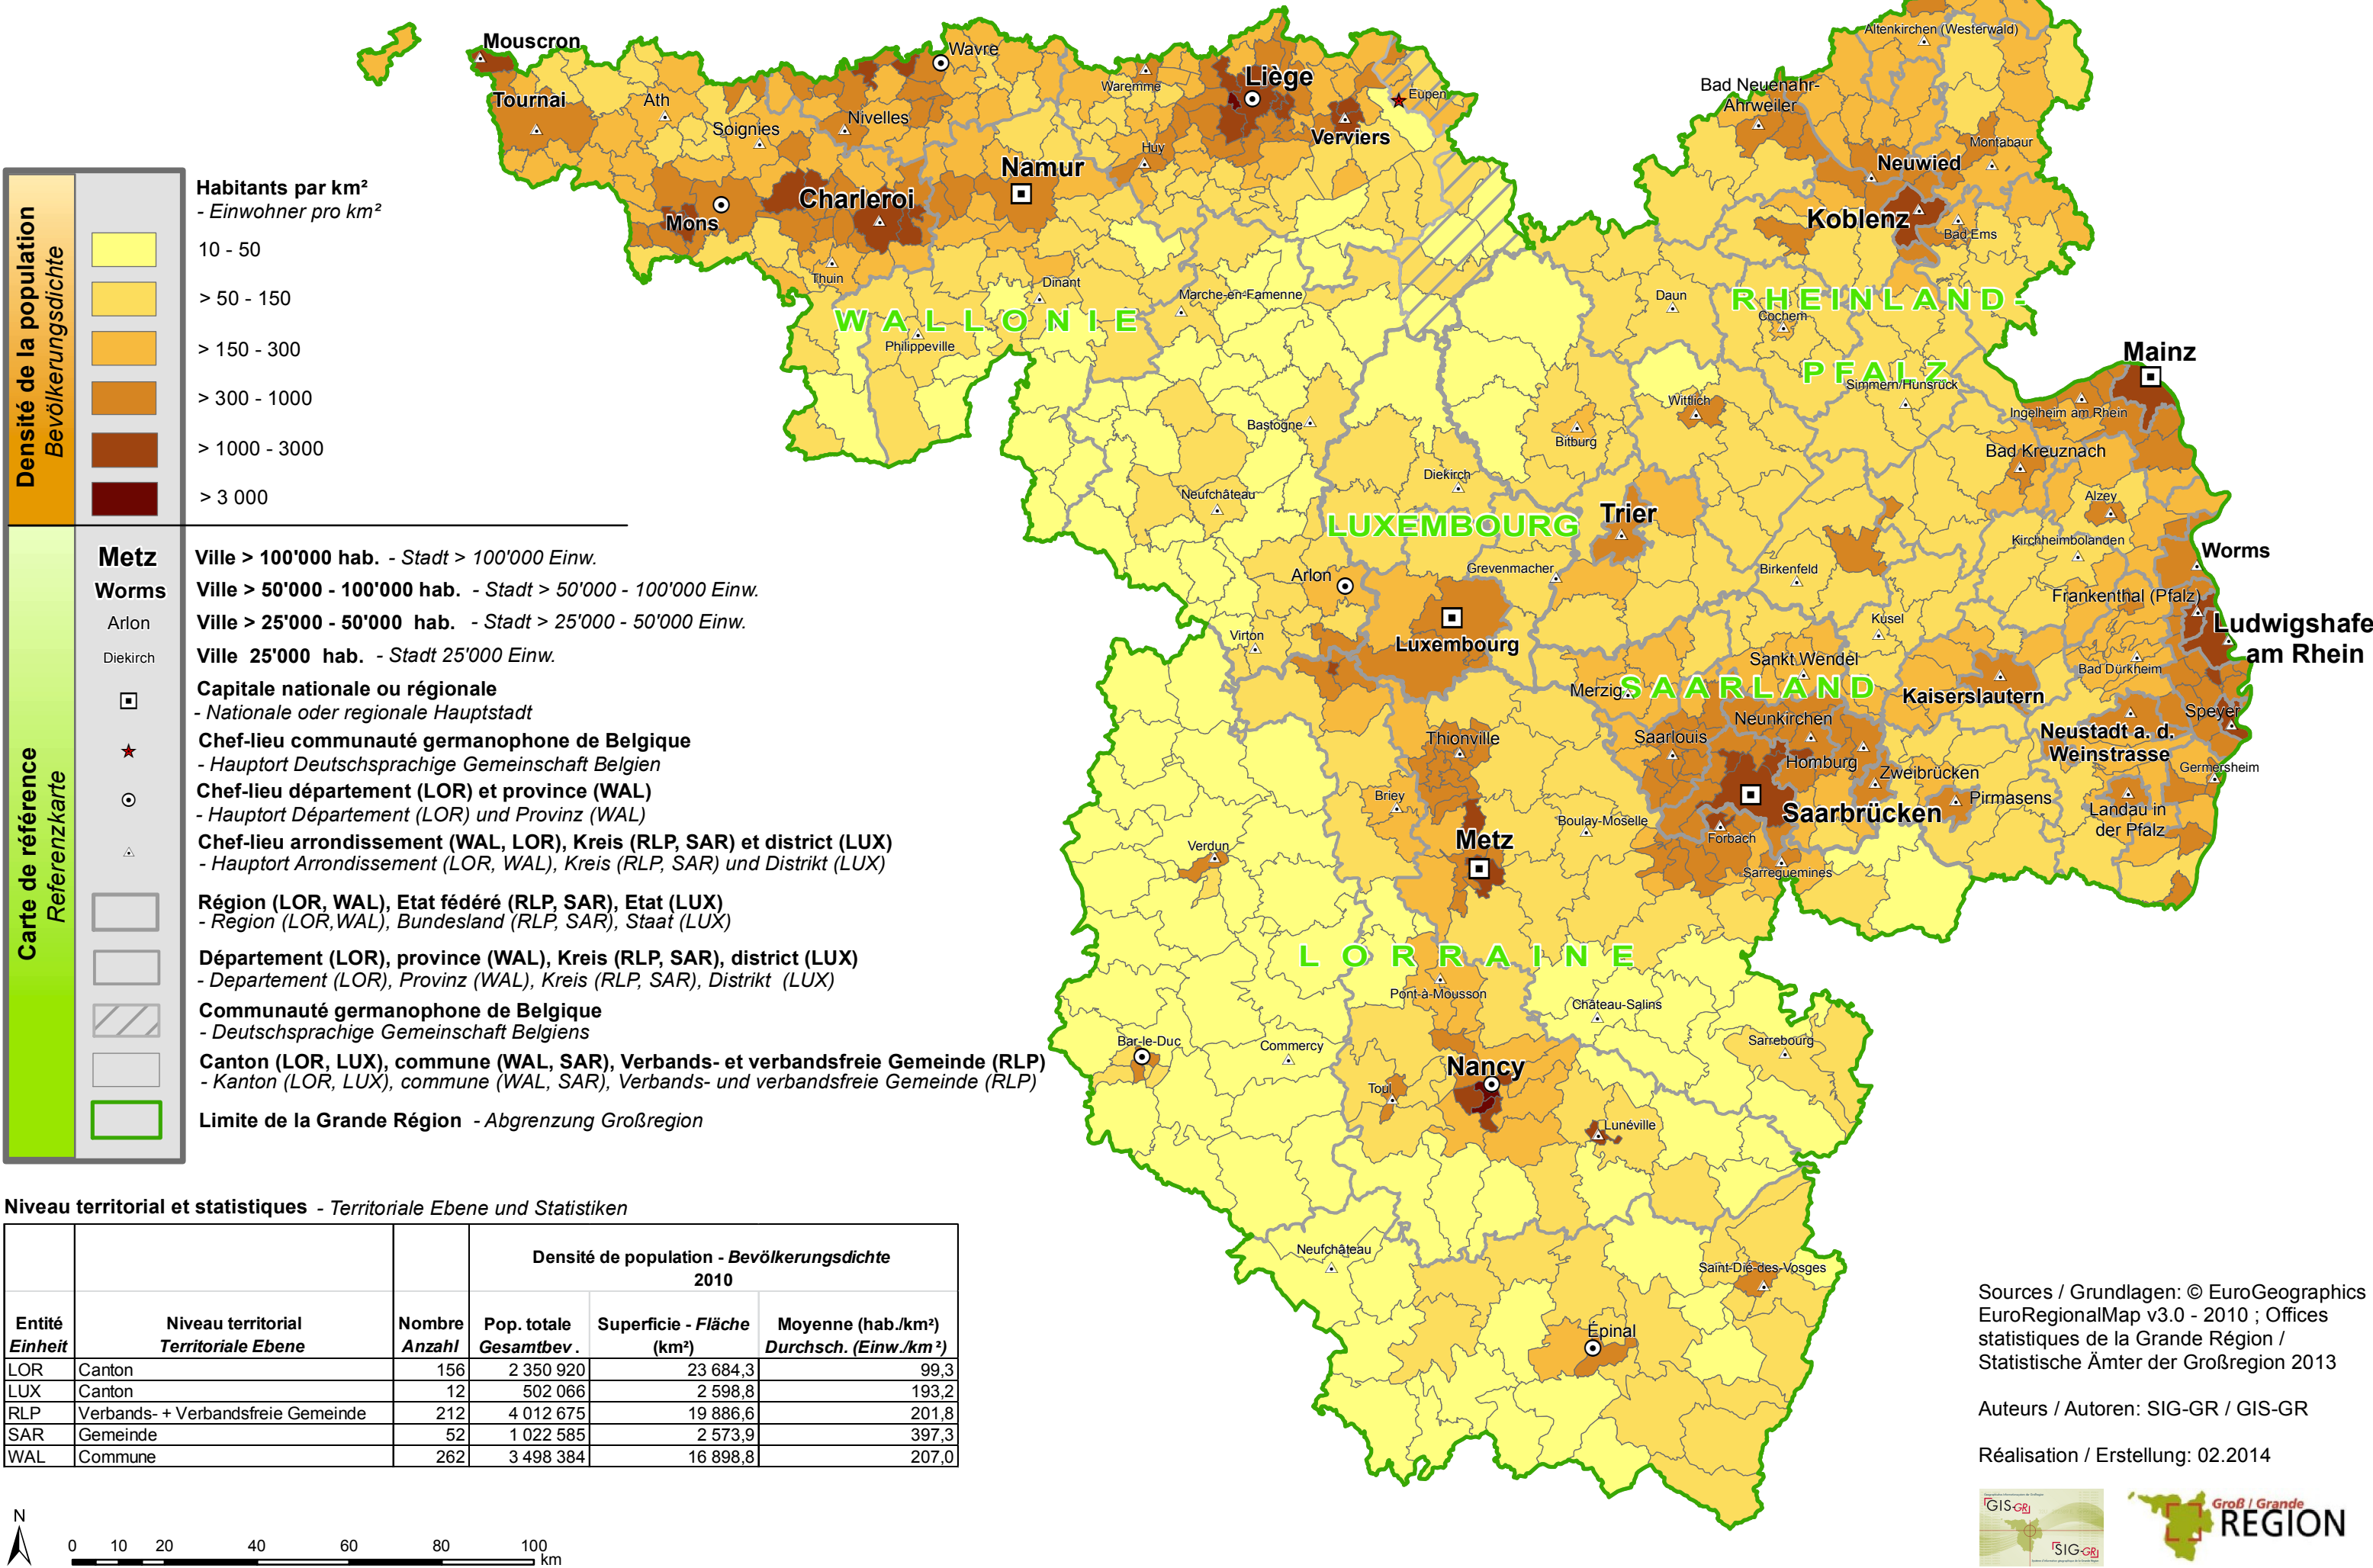 Densité de la population
Bevölkerungsdichte
Habitants par km²
- Einwohner pro km²
10 - 50
> 50 - 150
> 150 - 300
> 300 - 1000
> 1000 - 3000
> 3 000
Carte de référence
Referenzkarte
Metz
Ville > 100'000 hab. - Stadt > 100'000 Einw.
Worms
Ville > 50'000 - 100'000 hab. - Stadt > 50'000 - 100'000 Einw.
Arlon
Ville > 25'000 - 50'000 hab. - Stadt > 25'000 - 50'000 Einw.
Diekirch
Ville 25'000 hab. - Stadt 25'000 Einw.
Capitale nationale ou régionale
- Nationale oder regionale Hauptstadt
Chef-lieu communauté germanophone de Belgique
- Hauptort Deutschsprachige Gemeinschaft Belgien
Chef-lieu département (LOR) et province (WAL)
- Hauptort Département (LOR) und Provinz (WAL)
Chef-lieu arrondissement (WAL, LOR), Kreis (RLP, SAR) et district (LUX)
- Hauptort Arrondissement (LOR, WAL), Kreis (RLP, SAR) und Distrikt (LUX)
Région (LOR, WAL), Etat fédéré (RLP, SAR), Etat (LUX)
- Region (LOR,WAL), Bundesland (RLP, SAR), Staat (LUX)
Département (LOR), province (WAL), Kreis (RLP, SAR), district (LUX)
- Departement (LOR), Provinz (WAL), Kreis (RLP, SAR), Distrikt (LUX)
Communauté germanophone de Belgique
- Deutschsprachige Gemeinschaft Belgiens
Canton (LOR, LUX), commune (WAL, SAR), Verbands- et verbandsfreie Gemeinde (RLP)
- Kanton (LOR, LUX), commune (WAL, SAR), Verbands- und verbandsfreie Gemeinde (RLP)
Limite de la Grande Région - Abgrenzung Großregion
Mouscron
Tournai
Ath
Soignies
Wavre
Nivelles
Waremme
Liège
Eupen
Verviers
Huy
Namur
Charleroi
Mons
Thuin
Dinant
Marche-en-Famenne
WALLONIE
Philippeville
Bastogne
Neufchâteau
Arlon
Virton
Altenkirchen (Westerwald)
Bad Neuenahr-
Ahrweiler
Montabaur
Neuwied
Koblenz
Bad Ems
Daun
RHEINLAND-
Cochem
PFALZ
Simmern/Hunsrück
Mainz
Ingelheim am Rhein
Wittlich
Bitburg
Bad Kreuznach
Alzey
Diekirch
LUXEMBOURG
Trier
Kirchheimbolanden
Worms
Grevenmacher
Birkenfeld
Frankenthal (Pfalz)
Luxembourg
Kusel
Ludwigshafe
am Rhein
Sankt Wendel
Bad Dürkheim
Merzig
SAARLAND
Kaiserslautern
Speyer
Neunkirchen
Neustadt a. d.
Weinstrasse
Saarlouis
Homburg
Zweibrücken
Germersheim
Saarbrücken
Pirmasens
Landau in
der Pfalz
Thionville
Briey
Boulay-Moselle
Forbach
Metz
Verdun
Sarreguemines
LORRAINE
Pont-à-Mousson
Château-Salins
Bar-le-Duc
Commercy
Sarrebourg
Nancy
Toul
Lunéville
Neufchâteau
Saint-Dié-des-Vosges
Épinal
Niveau territorial et statistiques - Territoriale Ebene und Statistiken
Densité de population - Bevölkerungsdichte
2010
Entité Niveau territorial Nombre Pop. totale Superficie - Fläche Moyenne (hab./km²)
Einheit Territoriale Ebene Anzahl Gesamtbev. (km²) Durchsch. (Einw./km²)
LOR Canton 156 2 350 920 23 684,3 99,3
LUX Canton 12 502 066 2 598,8 193,2
RLP Verbands- + Verbandsfreie Gemeinde 212 4 012 675 19 886,6 201,8
SAR Gemeinde 52 1 022 585 2 573,9 397,3
WAL Commune 262 3 498 384 16 898,8 207,0
N
0 10 20 40 60 80 100
km
Sources / Grundlagen: © EuroGeographics
EuroRegionalMap v3.0 - 2010 ; Offices
statistiques de la Grande Région /
Statistische Ämter der Großregion 2013
Auteurs / Autoren: SIG-GR / GIS-GR
Réalisation / Erstellung: 02.2014
GIS-GR
SIG-GR
Groß / Grande
REGION